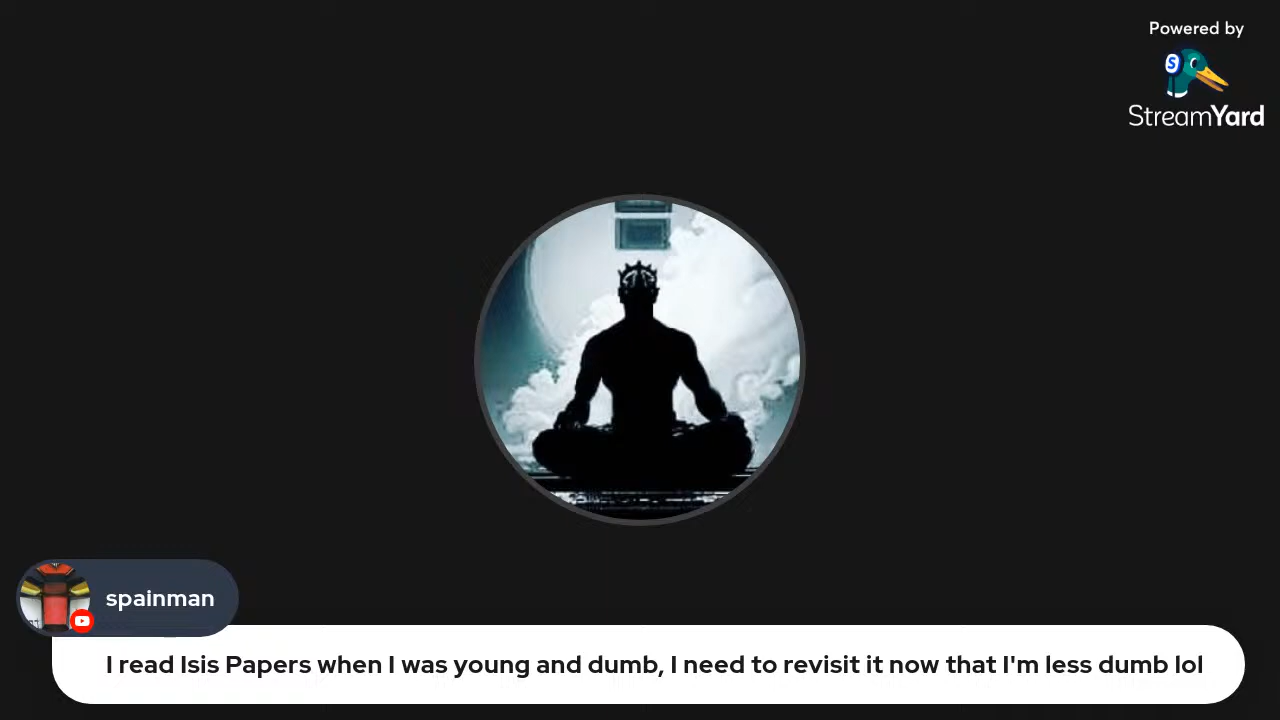 Powered by
S
StreamYard
spainman
I read Isis Papers when I was young and dumb, I need to revisit it now that I'm less dumb lol